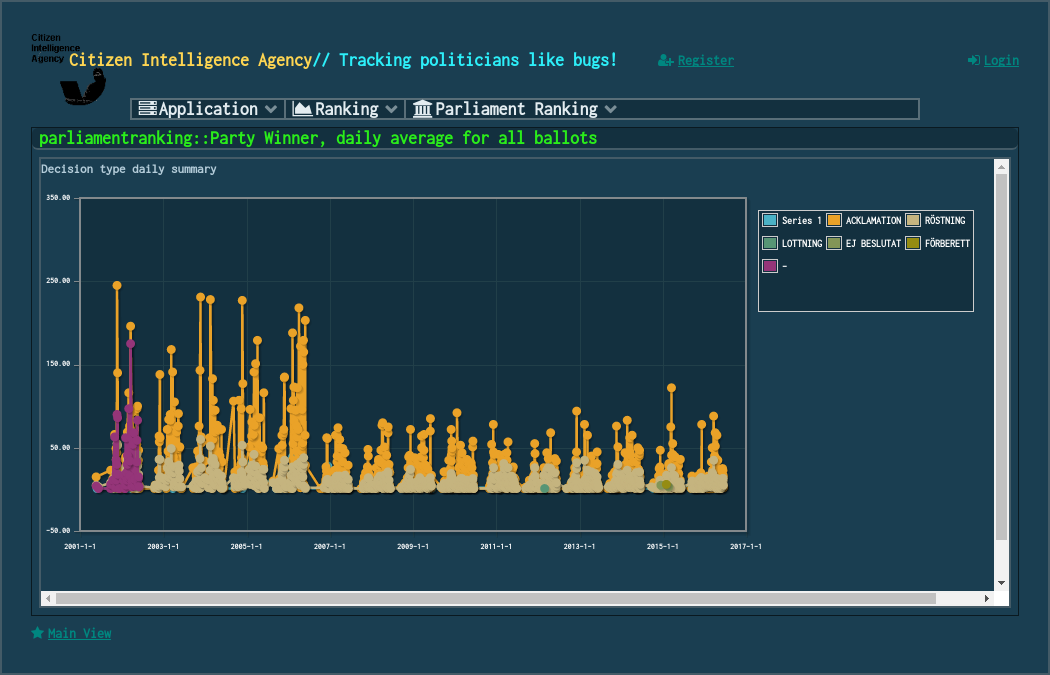 Citizen
Intelligence
Agency
Citizen Intelligence Agency// Tracking politicians like bugs!
Register
Login
Application
Ranking
Parliament Ranking
parliamentranking::Party Winner, daily average for all ballots
Decision type daily summary
350.00
250.00
150.00
50.00
-50.00
2001-1-1
2003-1-1
2005-1-1
2007-1-1
2009-1-1
2011-1-1
2013-1-1
2015-1-1
2017-1-1
Series 1
ACKLAMATION
RÖSTNING
LOTTNING
EJ BESLUTAT
FÖRBERETT
-
Main View